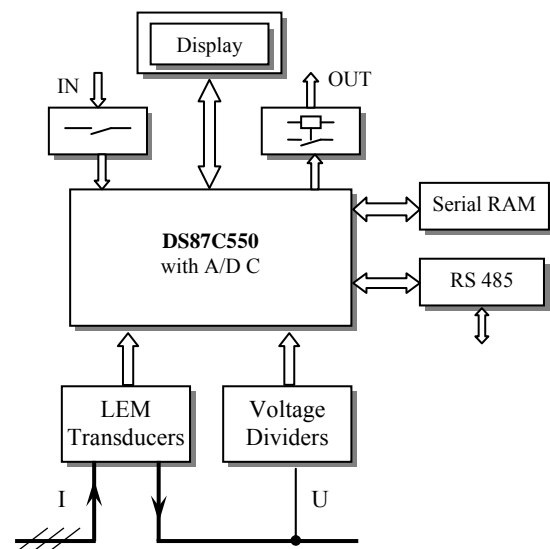 Display
IN
OUT
DS87C550
with A/D C
Serial RAM
RS 485
LEM
Transducers
Voltage
Dividers
I
U